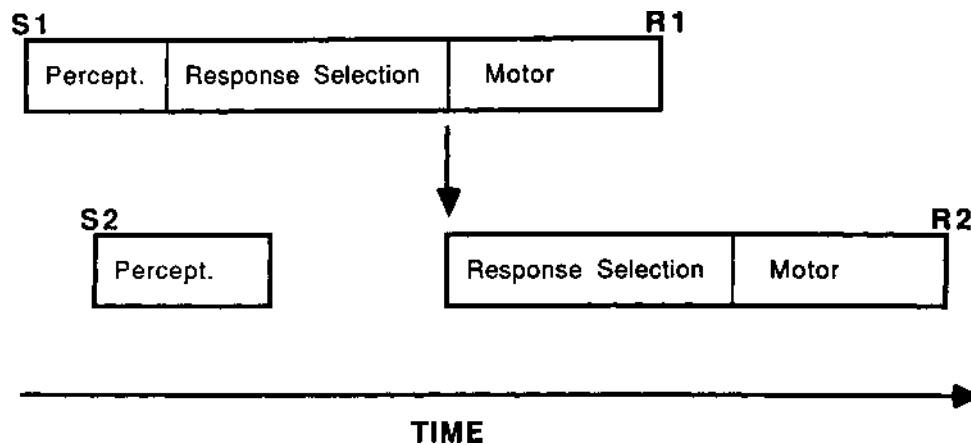 S1 R1
Percept. Response Selection Motor
S2 R2
Percept. Response Selection Motor
TIME